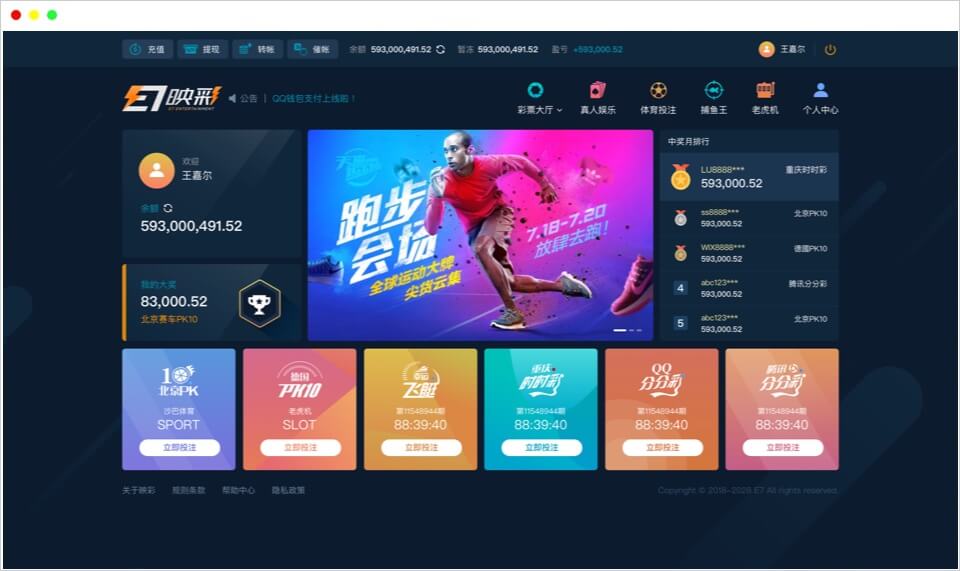 充值 提现 转帐 催帐 余额 593,000,491.52 暂冻 593,000,491.52 盈亏 +593,000.52 王嘉尔
E7映彩
E7 ENTERTAINMENT
公告 | QQ钱包支付上线啦！
彩票大厅 真人娱乐 体育投注 捕鱼王 老虎机 个人中心
欢迎
王嘉尔
余额
593,000,491.52
我的大奖
83,000.52
北京赛车PK10
跑步
会场
全球运动大牌
尖货云集
7.18-7.20
放肆去跑！
中奖月排行
LU8888*** 重庆时时彩
593,000.52
ss8888*** 北京PK10
593,000.52
WIX8888*** 德國PK10
593,000.52
4 abc123*** 腾讯分分彩
593,000.52
5 abc123*** 北京PK10
593,000.52
北京PK
沙巴体育
SPORT
立即投注
德国
PK10
老虎机
SLOT
立即投注
飞艇
第11548944期
88:39:40
立即投注
重庆
时时彩
第11548944期
88:39:40
立即投注
QQ
分分彩
第11548944期
88:39:40
立即投注
腾讯
分分彩
第11548944期
88:39:40
立即投注
关于映彩 规则条款 帮助中心 隐私政策
Copyright © 2018-2028 E7 All rights reserved.